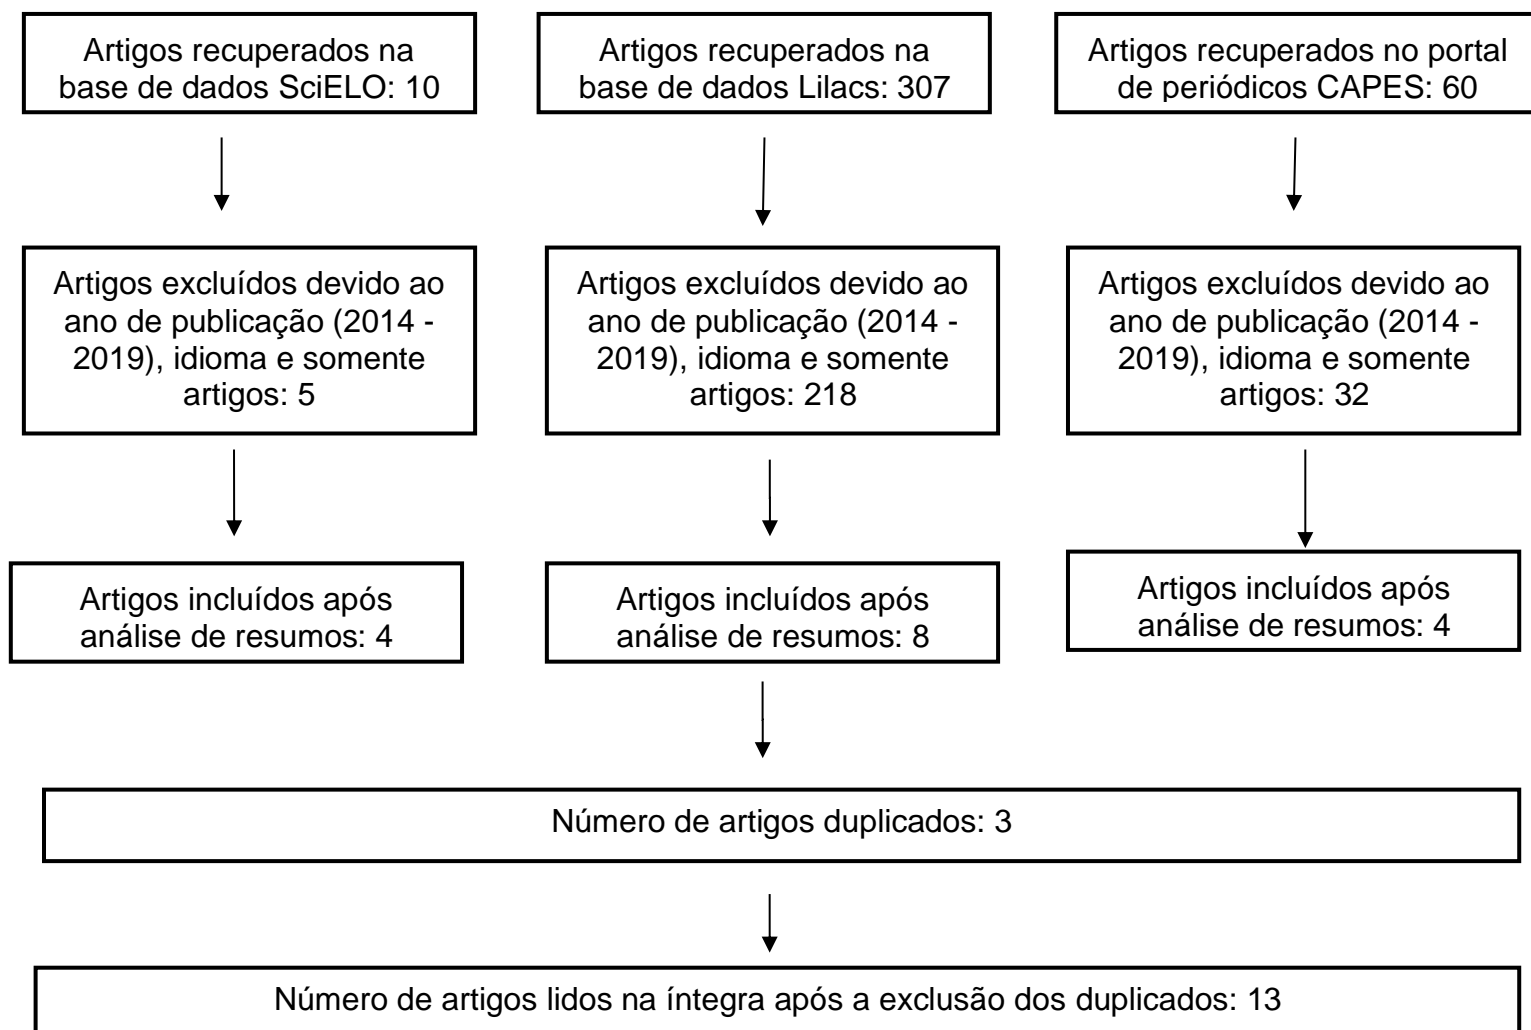 Artigos recuperados na
base de dados SciELO: 10
Artigos recuperados na
base de dados Lilacs: 307
Artigos recuperados no portal
de periódicos CAPES: 60
Artigos excluídos devido ao
ano de publicação (2014 -
2019), idioma e somente
artigos: 5
Artigos excluídos devido ao
ano de publicação (2014 -
2019), idioma e somente
artigos: 218
Artigos excluídos devido ao
ano de publicação (2014 -
2019), idioma e somente
artigos: 32
Artigos incluídos após
análise de resumos: 4
Artigos incluídos após
análise de resumos: 8
Artigos incluídos após
análise de resumos: 4
Número de artigos duplicados: 3
Número de artigos lidos na íntegra após a exclusão dos duplicados: 13